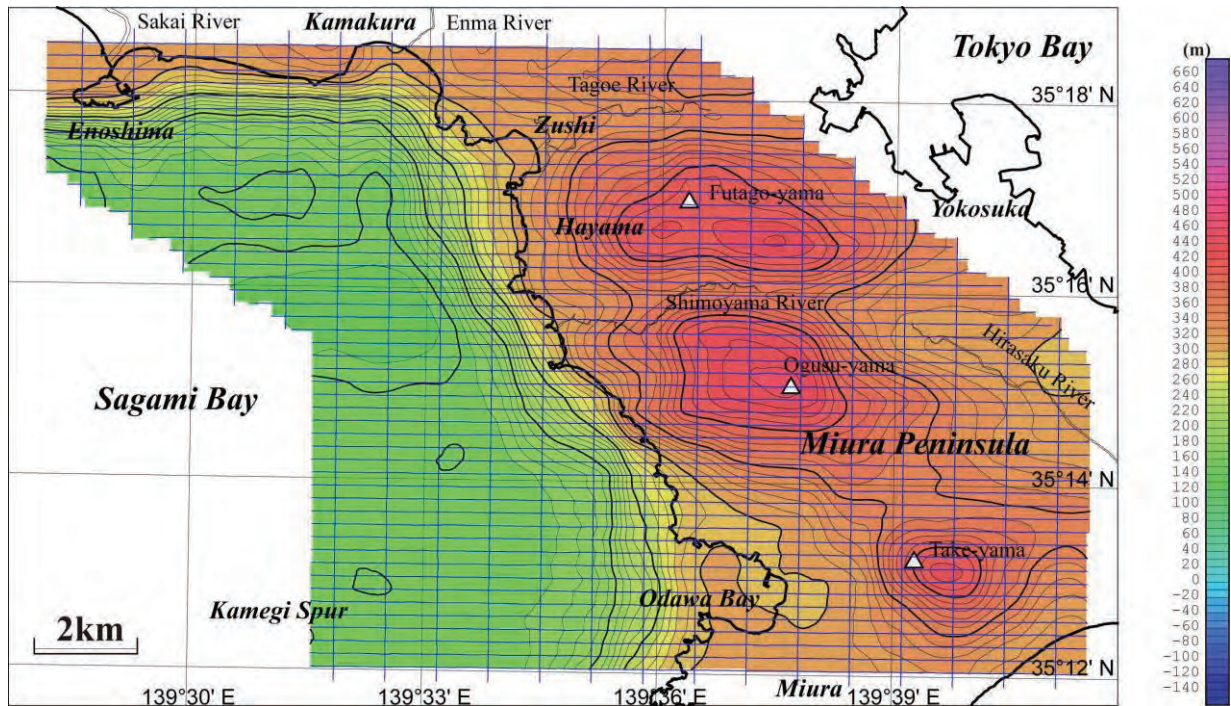 Sakai River
Kamakura
Enma River
Tokyo Bay
(m)
Tagoe River
35°18' N
Enoshima
Zushi
Futago-yama
Yokosuka
Hayama
35°16' N
Shimoyama River
Hirasaku River
Ogusu-yama
Sagami Bay
Miura Peninsula
35°14' N
Take-yama
Odawa Bay
Kamegi Spur
2km
35°12' N
Miura
139°30' E
139°33' E
139°36' E
139°39' E
660
640
620
600
580
560
540
520
500
480
460
440
420
400
380
360
340
320
300
280
260
240
220
200
180
160
140
120
100
80
60
40
20
0
-20
-40
-60
-80
-100
-120
-140